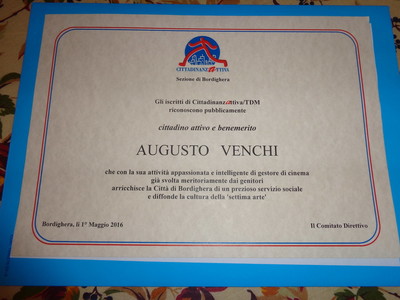 CITTADINANZATTIVA
Sezione di Bordighera
Gli iscritti di Cittadinanzattiva/TDM
riconoscono pubblicamente
cittadino attivo e benemerito
AUGUSTO VENCHI
che con la sua attività appassionata e intelligente di gestore di cinema
già svolta meritoriamente dai genitori
arricchisce la Città di Bordighera di un prezioso servizio sociale
e diffonde la cultura della 'settima arte'
Bordighera, li 1° Maggio 2016
Il Comitato Direttivo